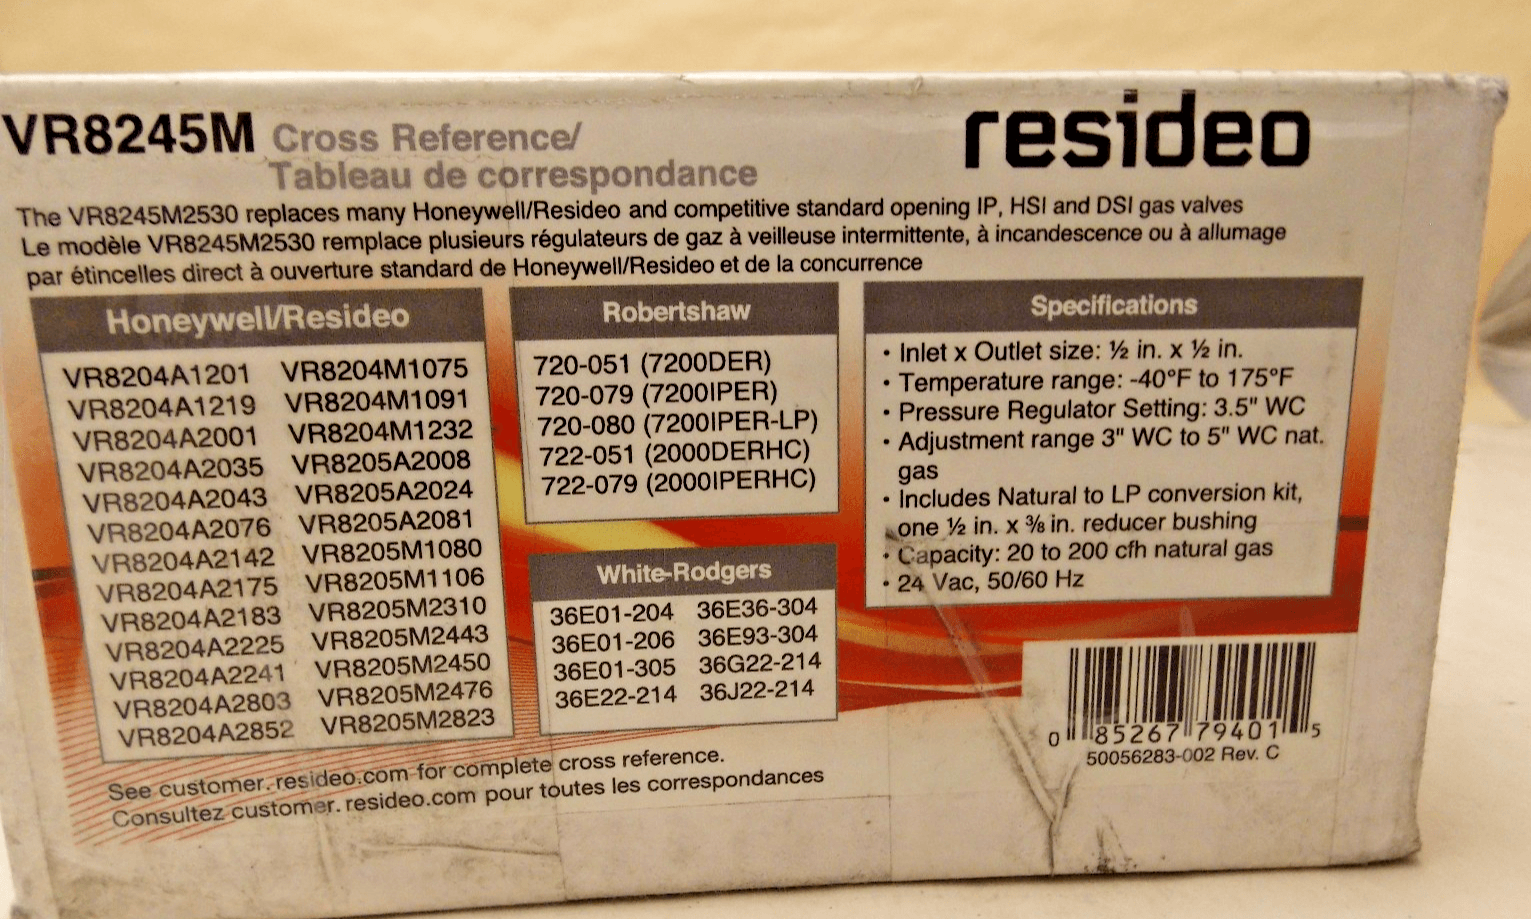 VR8245M Cross Reference/
Tableau de correspondance
resideo
The VR8245M2530 replaces many Honeywell/Resideo and competitive standard opening IP, HSI and DSI gas valves
Le modèle VR8245M2530 remplace plusieurs régulateurs de gaz à veilleuse intermittente, à incandescence ou à allumage
par étincelles direct à ouverture standard de Honeywell/Resideo et de la concurrence
Honeywell/Resideo
VR8204A1201 VR8204M1075
VR8204A1219 VR8204M1091
VR8204A2001 VR8204M1232
VR8204A2035 VR8205A2008
VR8204A2043 VR8205A2024
VR8204A2076 VR8205A2081
VR8204A2142 VR8205M1080
VR8204A2175 VR8205M1106
VR8204A2183 VR8205M2310
VR8204A2225 VR8205M2443
VR8204A2241 VR8205M2450
VR8204A2803 VR8205M2476
VR8204A2852 VR8205M2823
Robertshaw
720-051 (7200DER)
720-079 (7200IPER)
720-080 (7200IPER-LP)
722-051 (2000DERHC)
722-079 (2000IPERHC)
White-Rodgers
36E01-204 36E36-304
36E01-206 36E93-304
36E01-305 36G22-214
36E22-214 36J22-214
Specifications
• Inlet x Outlet size: ½ in. x ½ in.
• Temperature range: -40°F to 175°F
• Pressure Regulator Setting: 3.5" WC
• Adjustment range 3" WC to 5" WC nat.
gas
• Includes Natural to LP conversion kit,
one ½ in. x ⅜ in. reducer bushing
• Capacity: 20 to 200 cfh natural gas
• 24 Vac, 50/60 Hz
0 85267 79401 5
50056283-002 Rev. C
See customer.resideo.com for complete cross reference.
Consultez customer.resideo.com pour toutes les correspondances